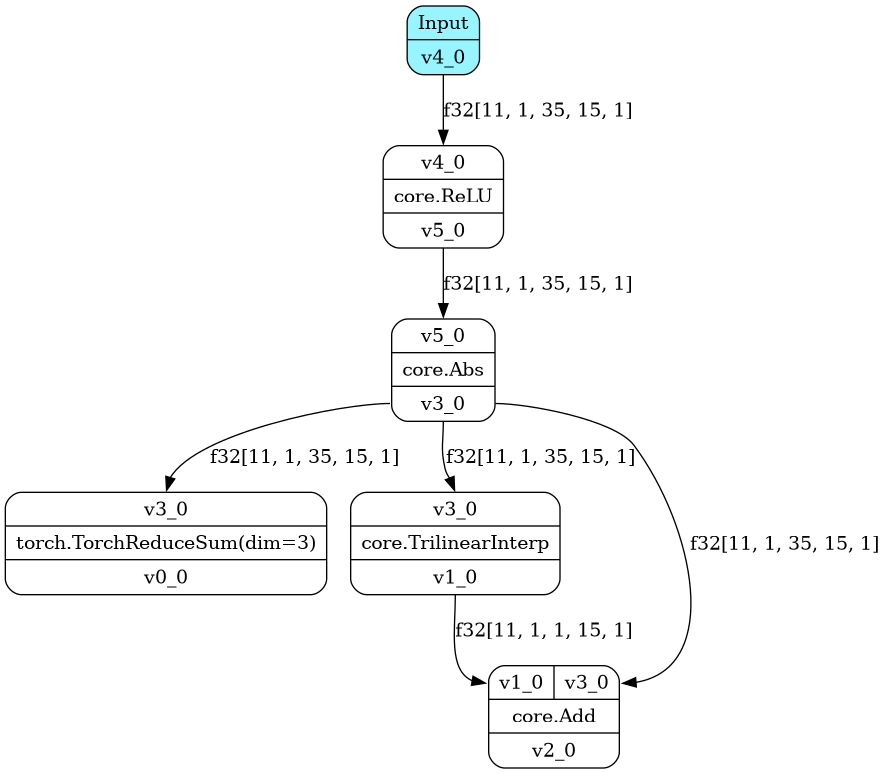 Input
v4_0
f32[11, 1, 35, 15, 1]
v4_0
core.ReLU
v5_0
f32[11, 1, 35, 15, 1]
v5_0
core.Abs
v3_0
f32[11, 1, 35, 15, 1]
f32[11, 1, 35, 15, 1]
v3_0
torch.TorchReduceSum(dim=3)
v0_0
v3_0
core.TrilinearInterp
v1_0
f32[11, 1, 35, 15, 1]
f32[11, 1, 1, 15, 1]
v1_0 v3_0
core.Add
v2_0